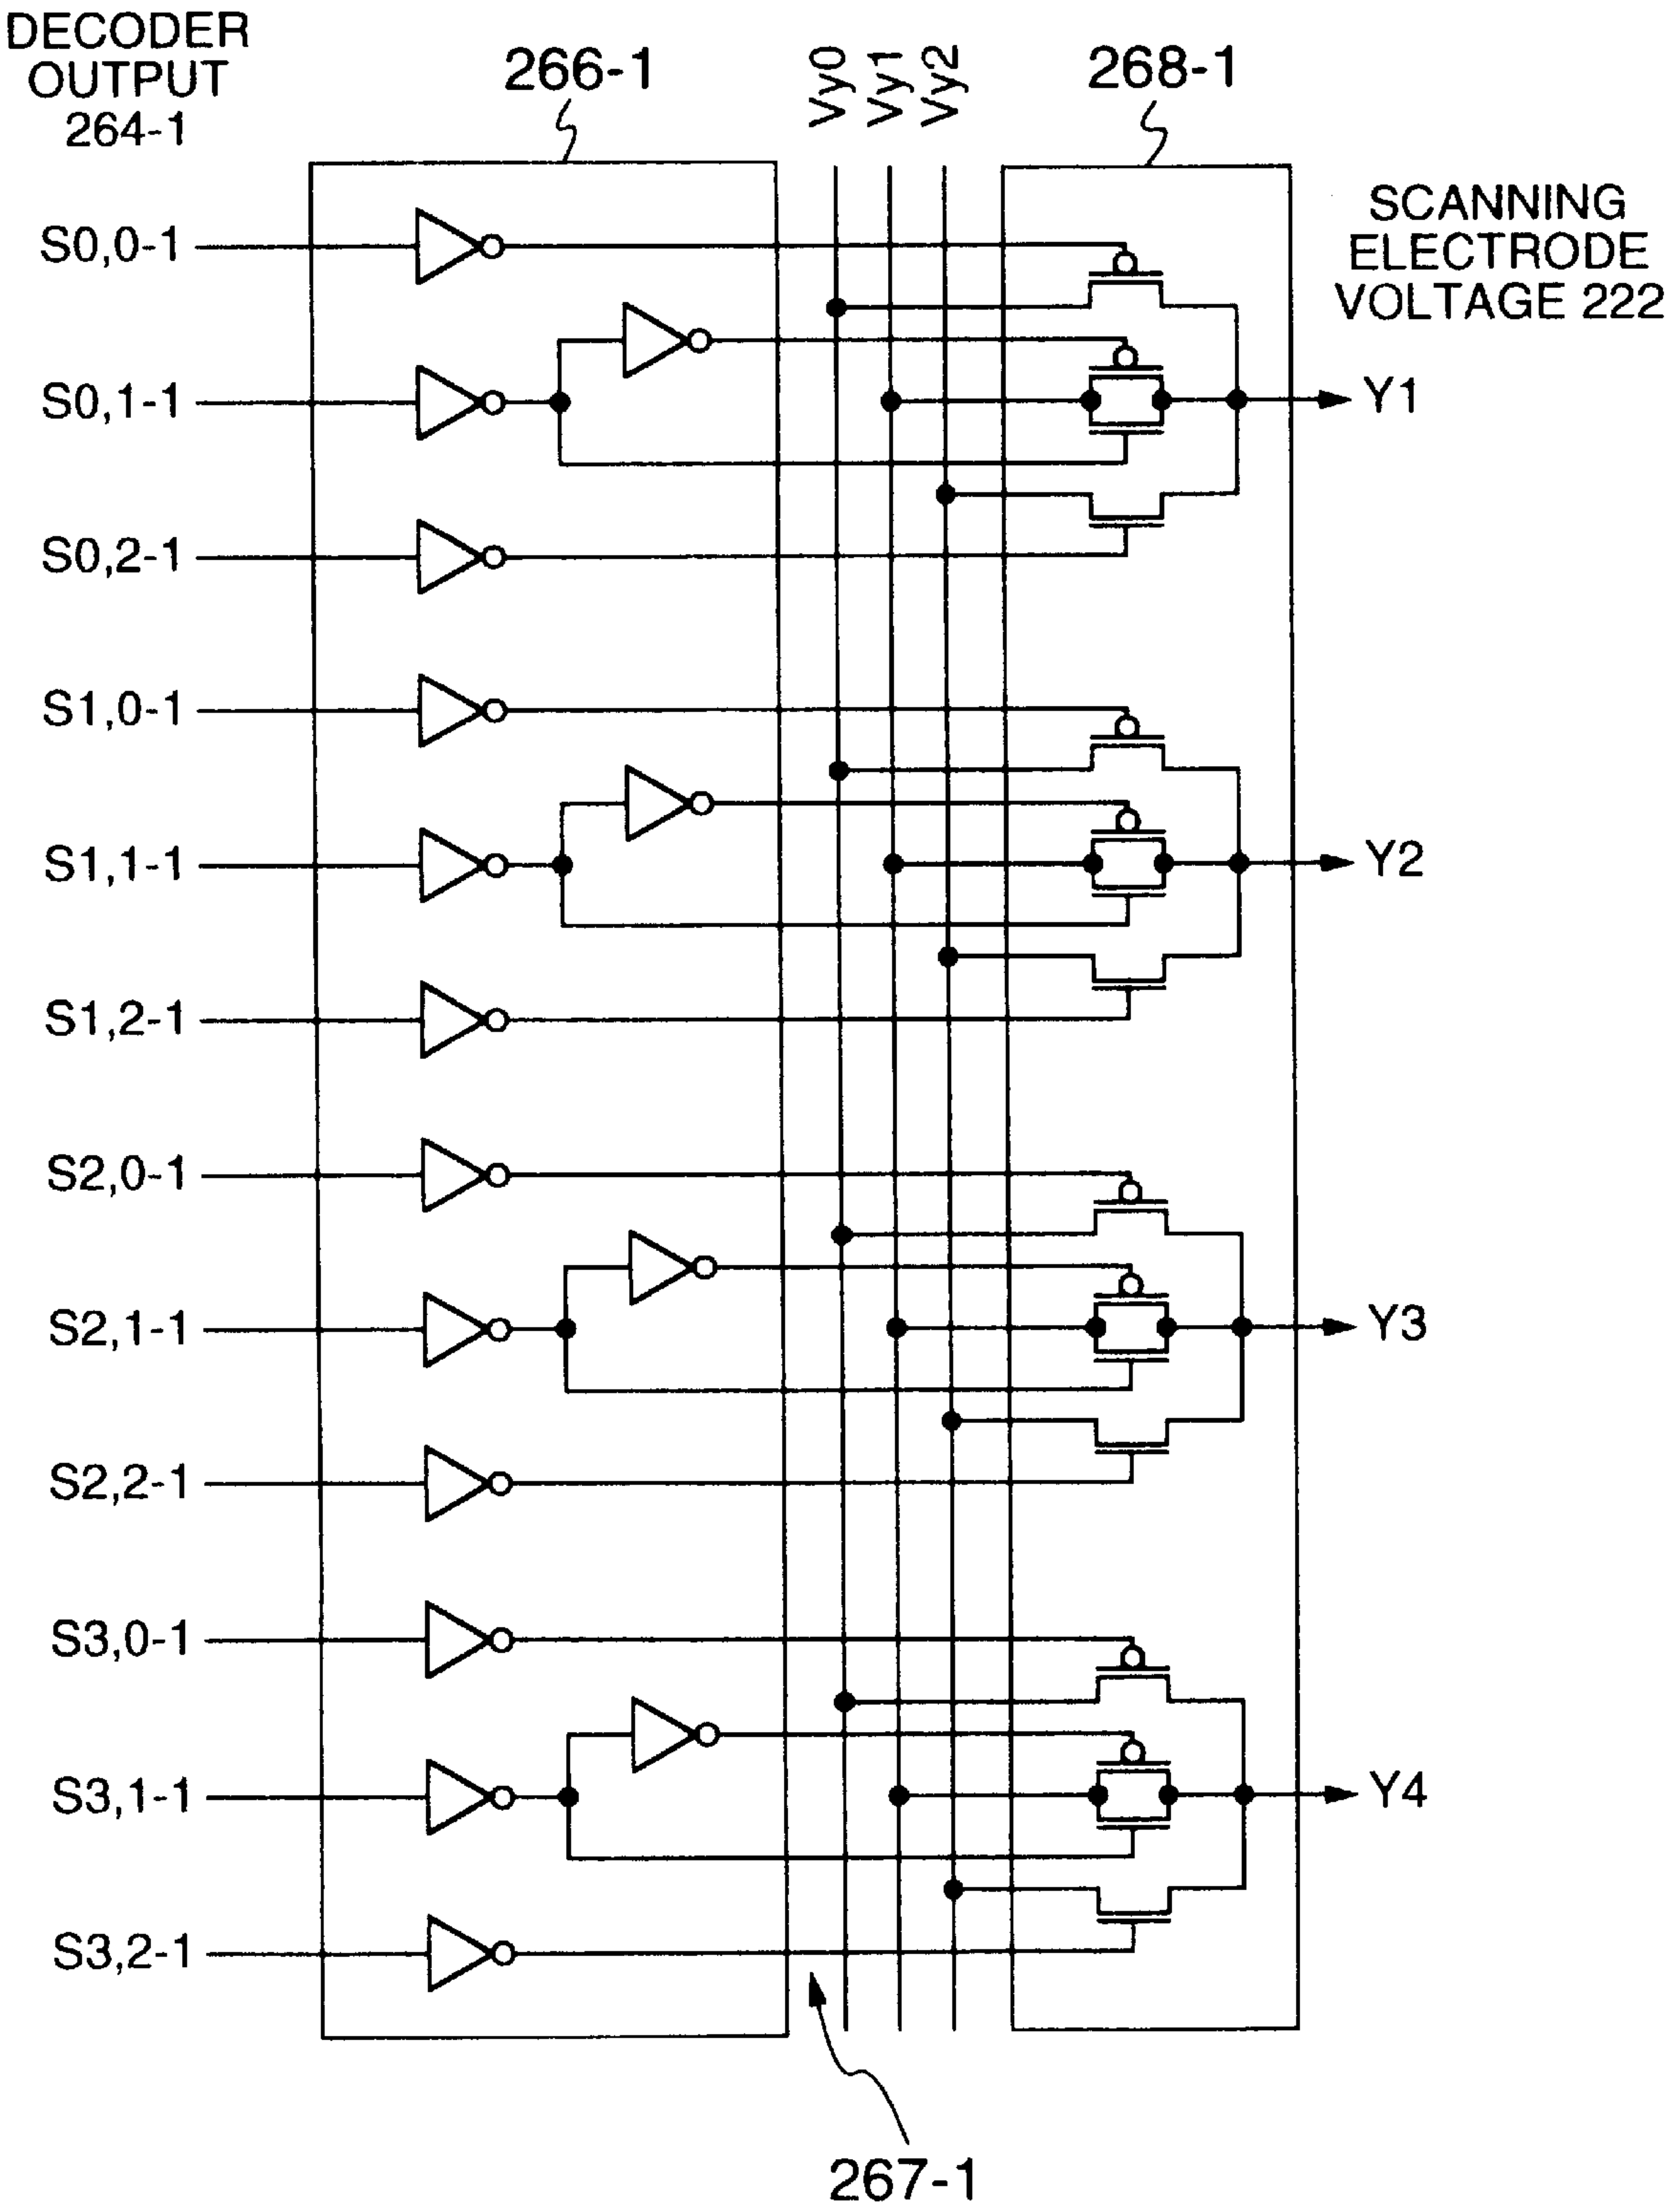 DECODER
OUTPUT
264-1
266-1
Vy0
Vy1
Vy2
268-1
SCANNING
ELECTRODE
VOLTAGE 222
S0,0-1
S0,1-1
Y1
S0,2-1
S1,0-1
S1,1-1
Y2
S1,2-1
S2,0-1
S2,1-1
Y3
S2,2-1
S3,0-1
S3,1-1
Y4
S3,2-1
267-1